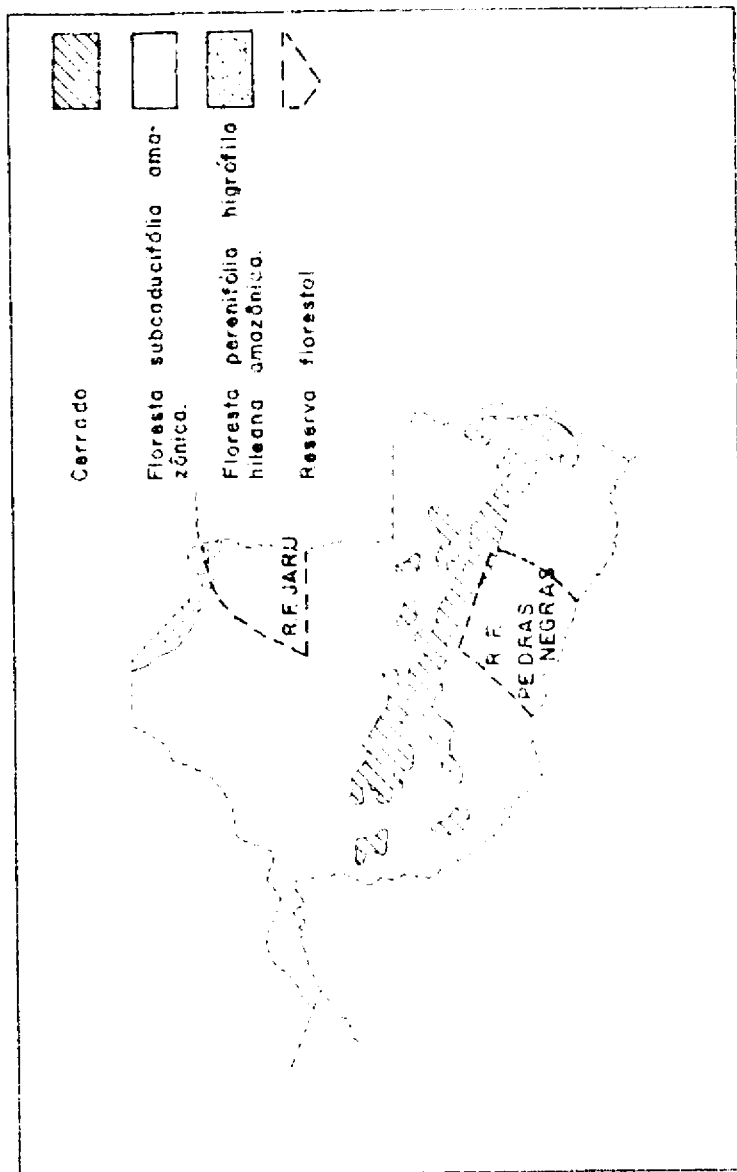 Cerrado
Floresta subcaducifólia ama-
zônica.
Floresta perenifólia higrófila
hileana amazônica.
Reserva florestal
R.F. JARU
R. F.
PEDRAS
NEGRAS